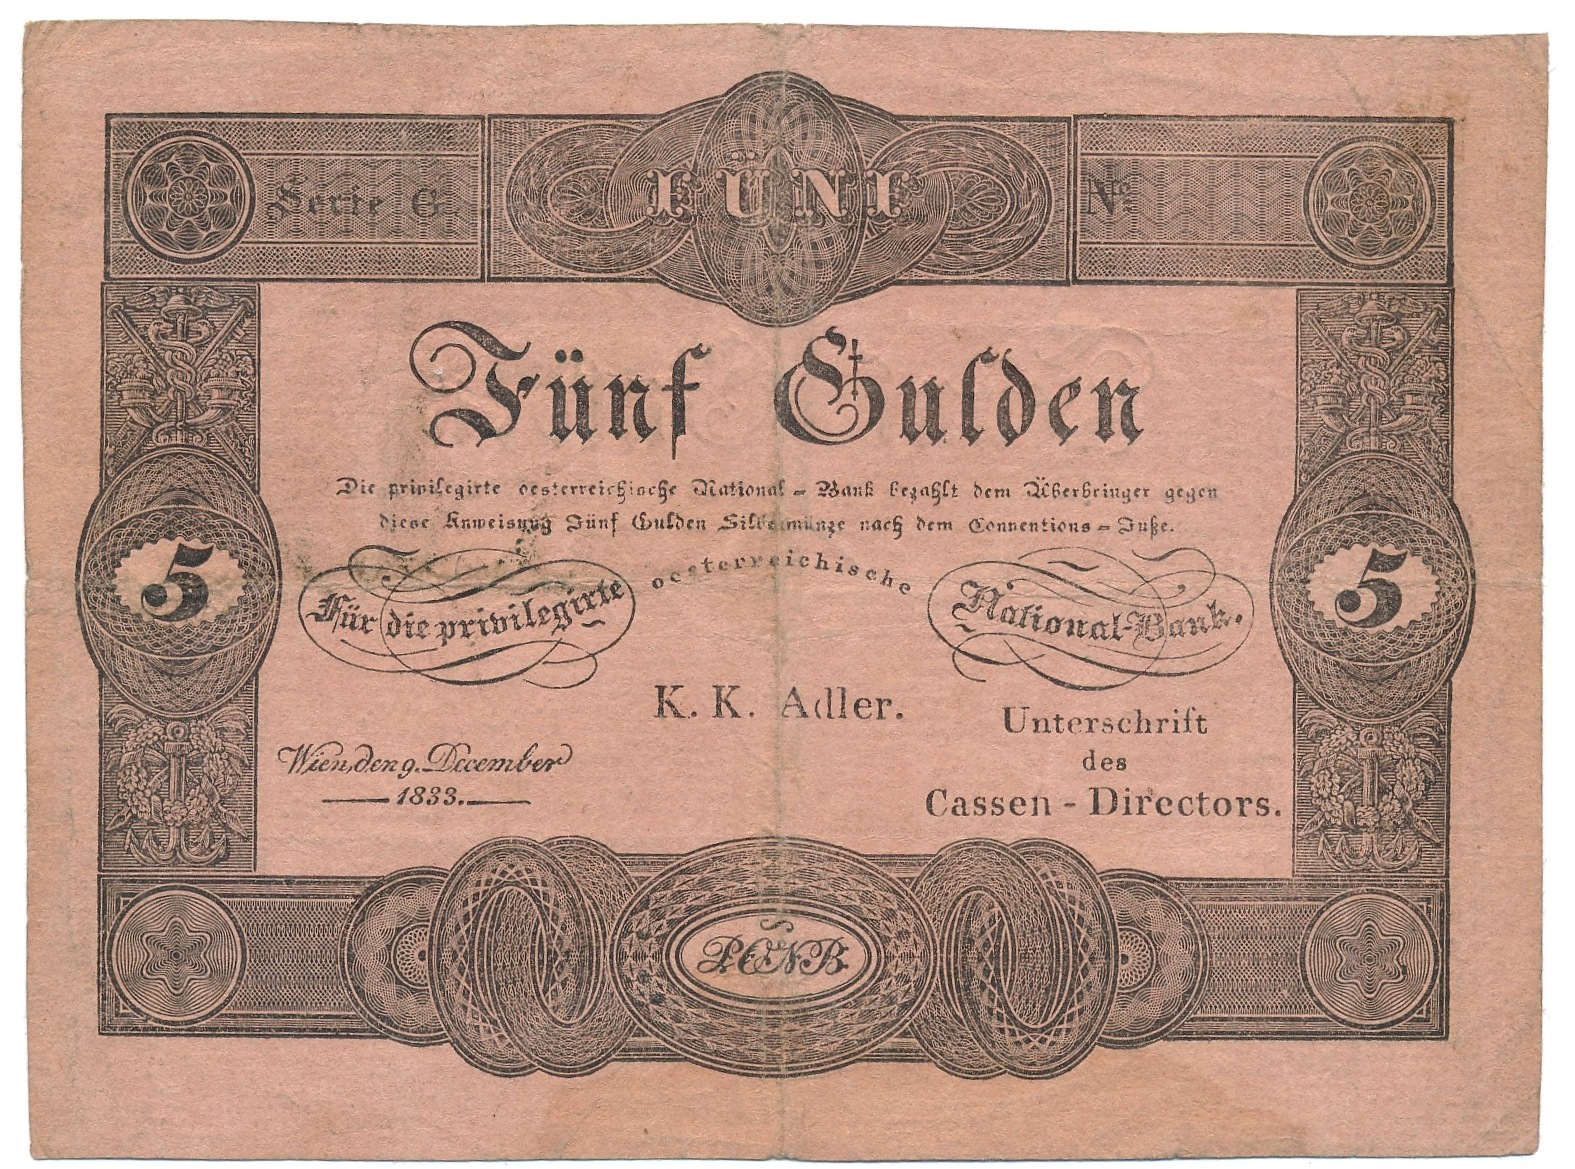 Serie G.
FÜNF
No.
Fünf Gulden
Die privilegirte oesterreichische National-Bank bezahlt dem Überbringer gegen
diese Anweisung Fünf Gulden Silbermünze nach dem Conventions-Fuße.
5
Für die privilegirte oesterreichische National-Bank.
5
K. K. Adler.
Unterschrift
des
Cassen-Directors.
Wien, den 9. December
1833.
P.O.N.B.